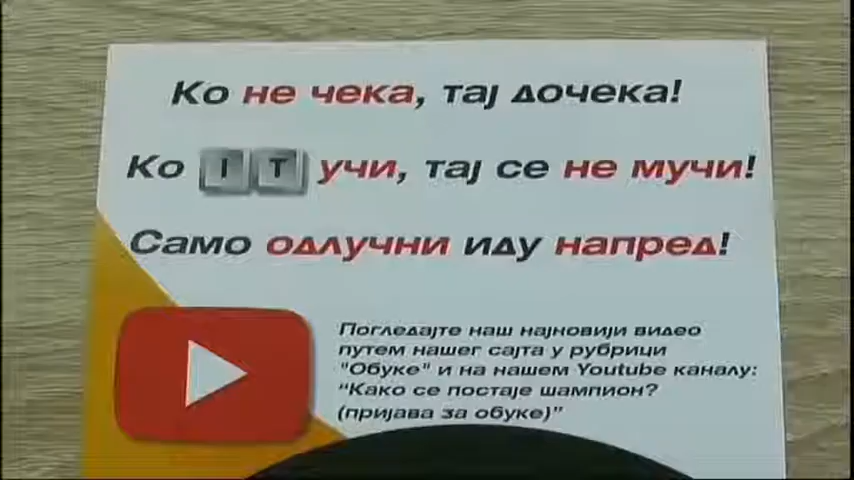 Ко не чека, тај дочека!
Ко IT учи, тај се не мучи!
Само одлучни иду напред!
Погледајте наш најновији видео
путем нашег сајта у рубрици
"Обуке" и на нашем Youtube каналу:
“Како се постаје шампион?
(пријава за обуке)”